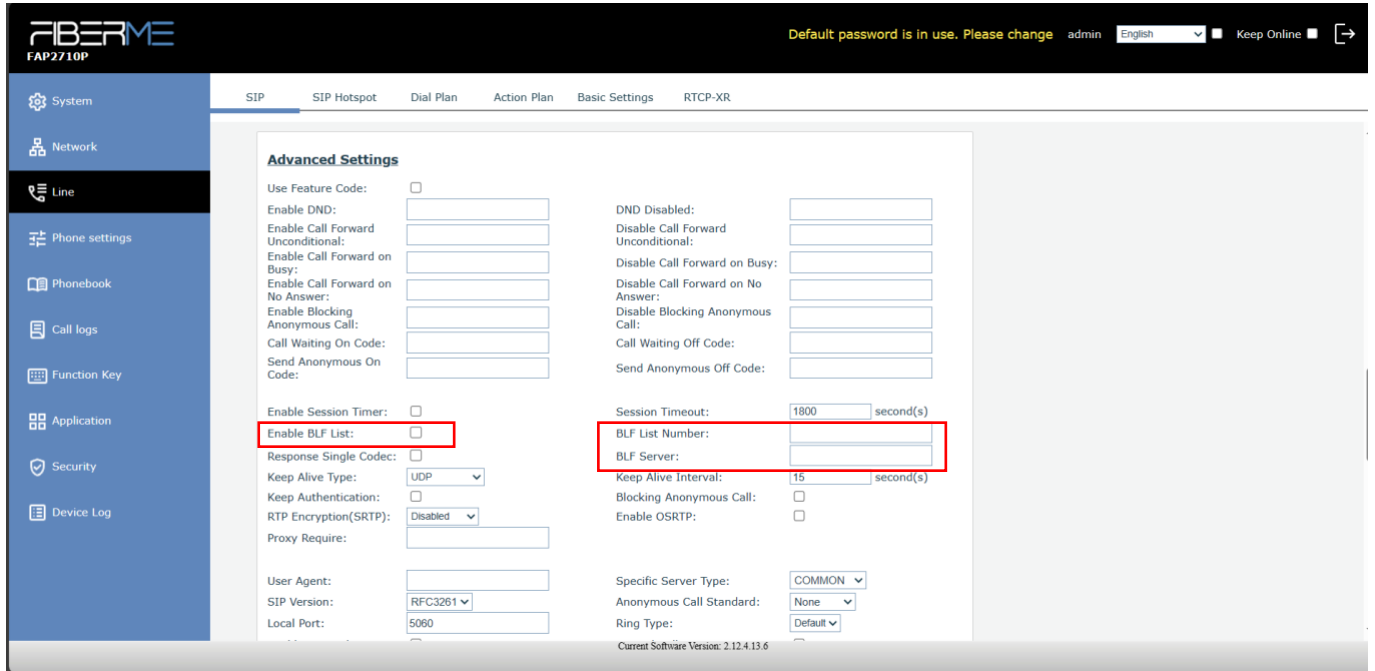 FIBERME
FAP2710P
Default password is in use. Please change admin English Keep Online
System
Network
Line
Phone settings
Phonebook
Call logs
Function Key
Application
Security
Device Log
SIP SIP Hotspot Dial Plan Action Plan Basic Settings RTCP-XR
Advanced Settings
Use Feature Code:
Enable DND: DND Disabled:
Enable Call Forward Unconditional: Disable Call Forward Unconditional:
Enable Call Forward on Busy: Disable Call Forward on Busy:
Enable Call Forward on No Answer: Disable Call Forward on No Answer:
Enable Blocking Anonymous Call: Disable Blocking Anonymous Call:
Call Waiting On Code: Call Waiting Off Code:
Send Anonymous On Code: Send Anonymous Off Code:
Enable Session Timer: Session Timeout: 1800 second(s)
Enable BLF List: BLF List Number:
Response Single Codec: BLF Server:
Keep Alive Type: UDP Keep Alive Interval: 15 second(s)
Keep Authentication: Blocking Anonymous Call:
RTP Encryption(SRTP): Disabled Enable OSRTP:
Proxy Require:
User Agent: Specific Server Type: COMMON
SIP Version: RFC3261 Anonymous Call Standard: None
Local Port: 5060 Ring Type: Default
Current Software Version: 2.12.4.13.6